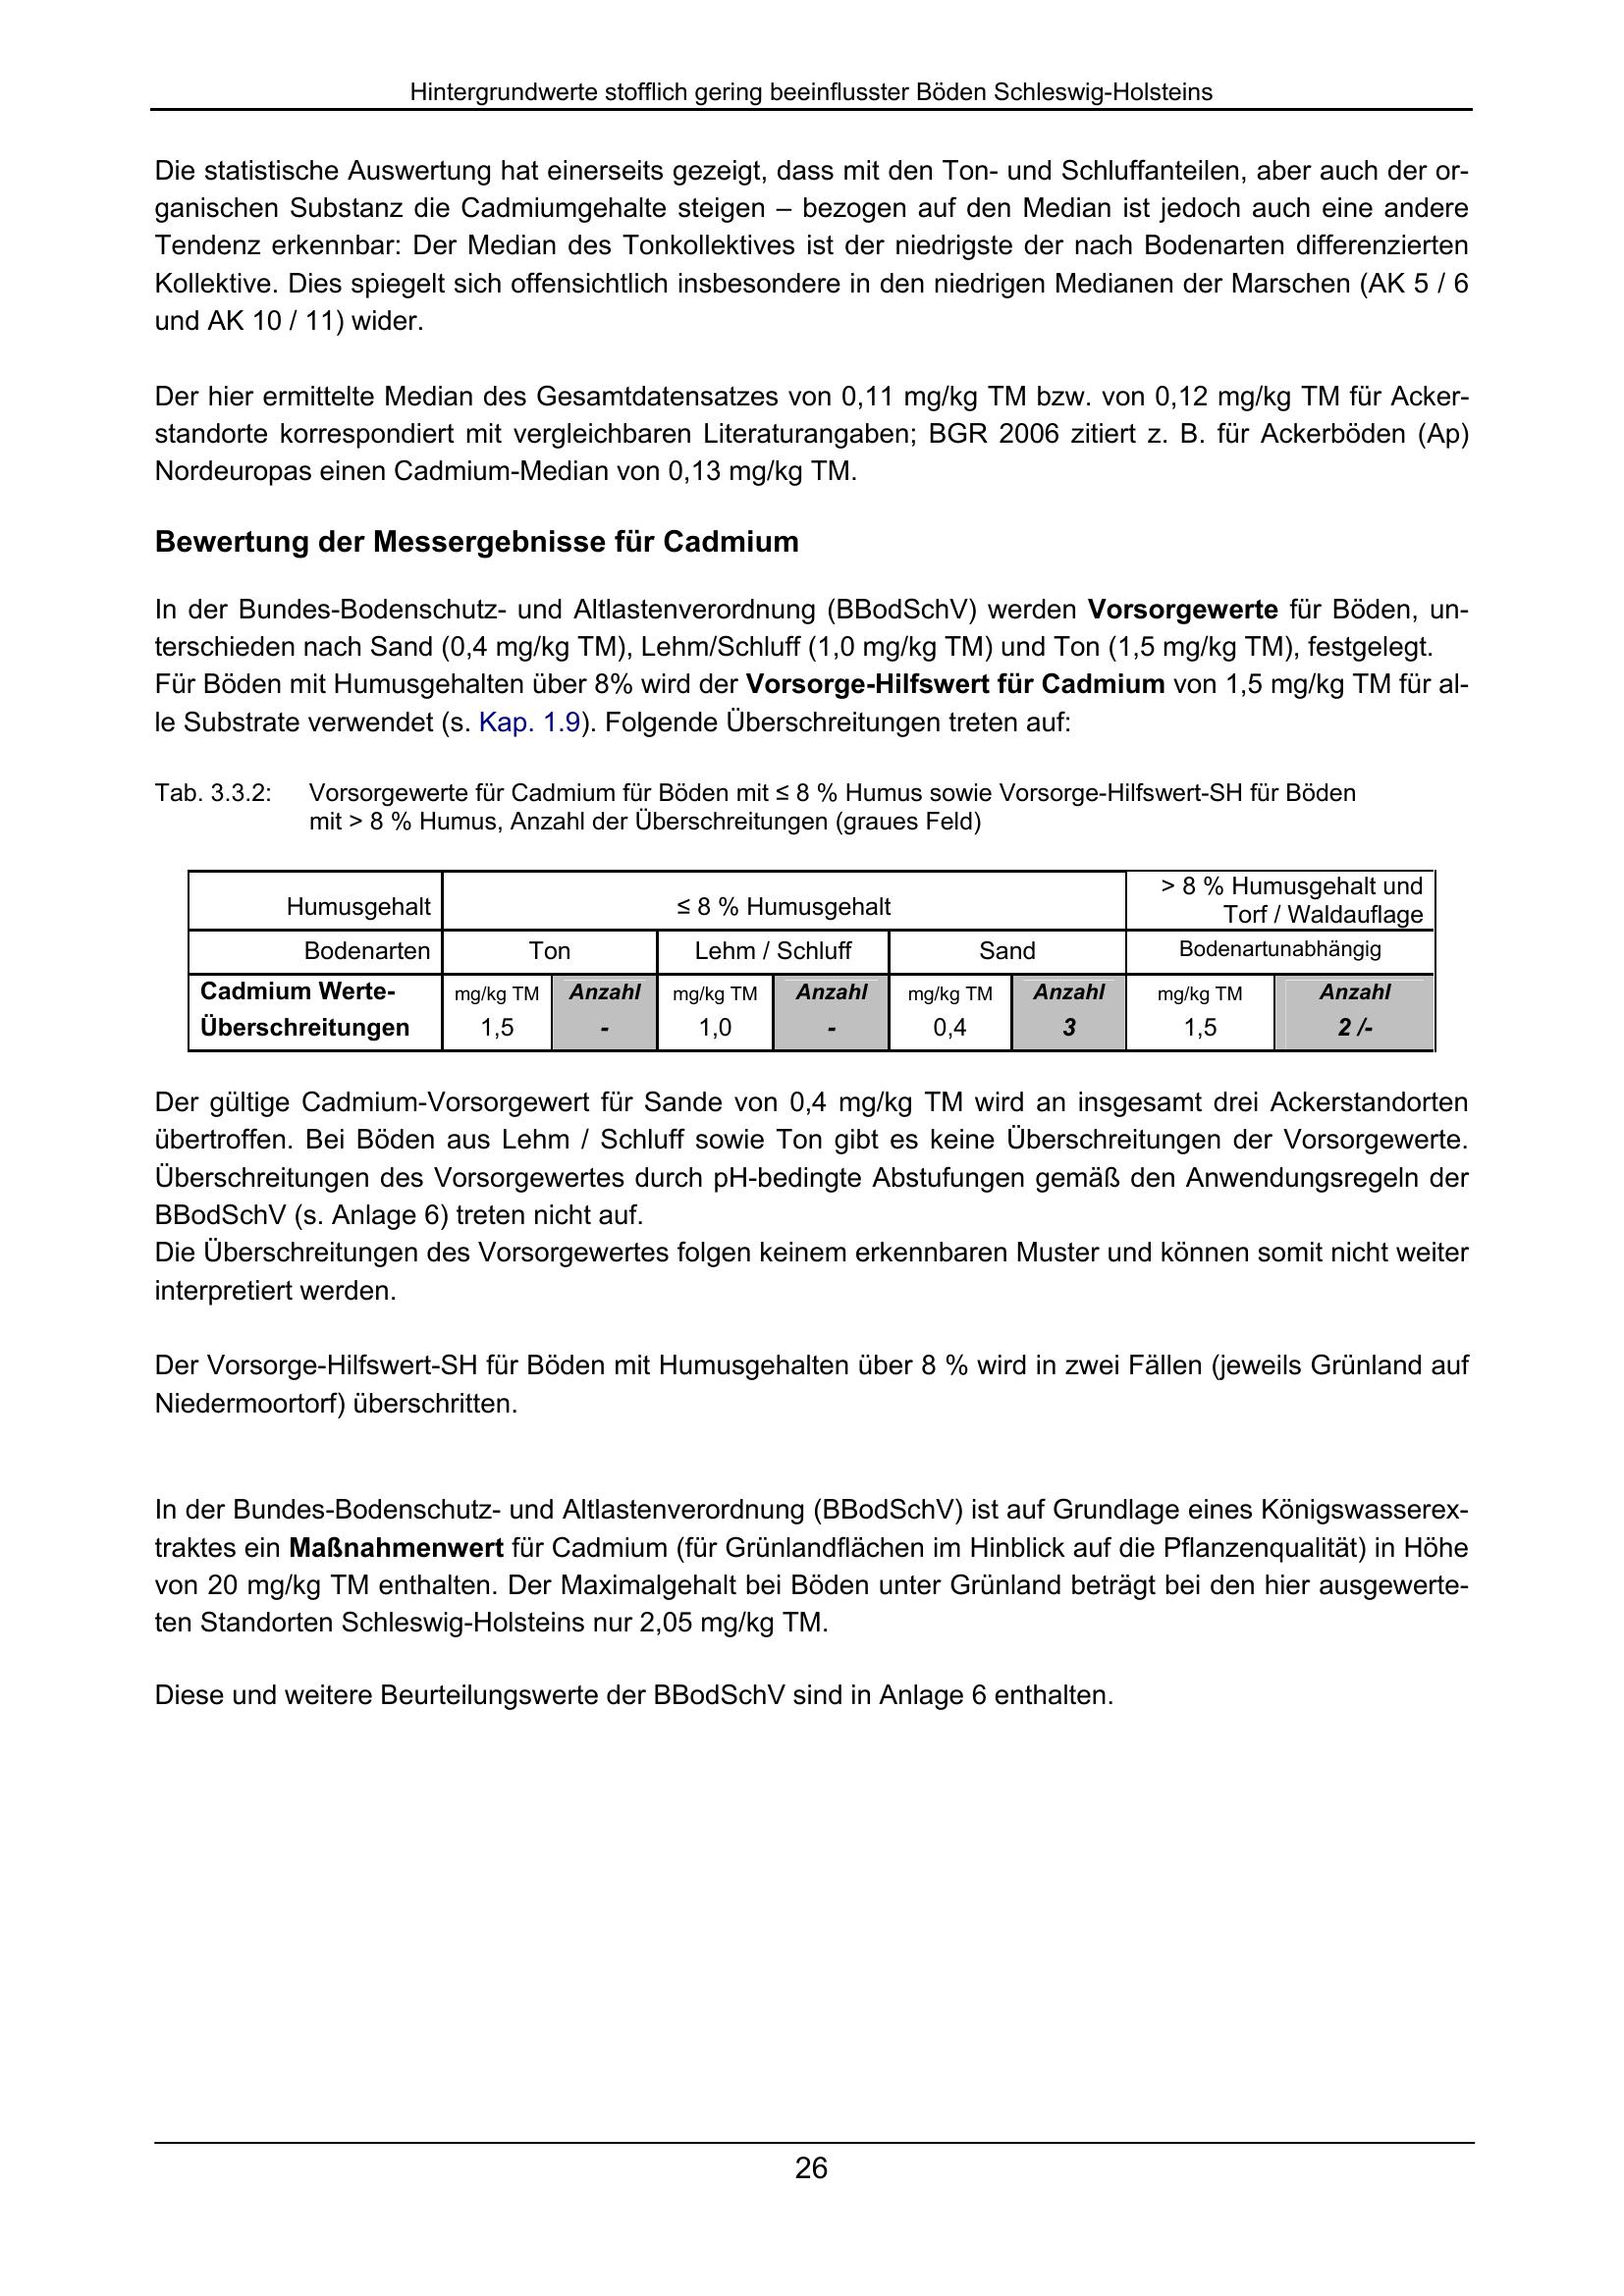 Hintergrundwerte stofflich gering beeinflusster Böden Schleswig-Holsteins
Die statistische Auswertung hat einerseits gezeigt, dass mit den Ton- und Schluffanteilen, aber auch der or-
ganischen Substanz die Cadmiumgehalte steigen – bezogen auf den Median ist jedoch auch eine andere
Tendenz erkennbar: Der Median des Tonkollektives ist der niedrigste der nach Bodenarten differenzierten
Kollektive. Dies spiegelt sich offensichtlich insbesondere in den niedrigen Medianen der Marschen (AK 5 / 6
und AK 10 / 11) wider.
Der hier ermittelte Median des Gesamtdatensatzes von 0,11 mg/kg TM bzw. von 0,12 mg/kg TM für Acker-
standorte korrespondiert mit vergleichbaren Literaturangaben; BGR 2006 zitiert z. B. für Ackerböden (Ap)
Nordeuropas einen Cadmium-Median von 0,13 mg/kg TM.
Bewertung der Messergebnisse für Cadmium
In der Bundes-Bodenschutz- und Altlastenverordnung (BBodSchV) werden Vorsorgewerte für Böden, un-
terschieden nach Sand (0,4 mg/kg TM), Lehm/Schluff (1,0 mg/kg TM) und Ton (1,5 mg/kg TM), festgelegt.
Für Böden mit Humusgehalten über 8% wird der Vorsorge-Hilfswert für Cadmium von 1,5 mg/kg TM für al-
le Substrate verwendet (s. Kap. 1.9). Folgende Überschreitungen treten auf:
Tab. 3.3.2: Vorsorgewerte für Cadmium für Böden mit ≤ 8 % Humus sowie Vorsorge-Hilfswert-SH für Böden
mit > 8 % Humus, Anzahl der Überschreitungen (graues Feld)
Humusgehalt ≤ 8 % Humusgehalt > 8 % Humusgehalt und
Torf / Waldauflage
Bodenarten Ton Lehm / Schluff Sand Bodenartunabhängig
Cadmium Werte- mg/kg TM Anzahl mg/kg TM Anzahl mg/kg TM Anzahl mg/kg TM Anzahl
Überschreitungen 1,5 - 1,0 - 0,4 3 1,5 2 /-
Der gültige Cadmium-Vorsorgewert für Sande von 0,4 mg/kg TM wird an insgesamt drei Ackerstandorten
übertroffen. Bei Böden aus Lehm / Schluff sowie Ton gibt es keine Überschreitungen der Vorsorgewerte.
Überschreitungen des Vorsorgewertes durch pH-bedingte Abstufungen gemäß den Anwendungsregeln der
BBodSchV (s. Anlage 6) treten nicht auf.
Die Überschreitungen des Vorsorgewertes folgen keinem erkennbaren Muster und können somit nicht weiter
interpretiert werden.
Der Vorsorge-Hilfswert-SH für Böden mit Humusgehalten über 8 % wird in zwei Fällen (jeweils Grünland auf
Niedermoortorf) überschritten.
In der Bundes-Bodenschutz- und Altlastenverordnung (BBodSchV) ist auf Grundlage eines Königswasserex-
traktes ein Maßnahmenwert für Cadmium (für Grünlandflächen im Hinblick auf die Pflanzenqualität) in Höhe
von 20 mg/kg TM enthalten. Der Maximalgehalt bei Böden unter Grünland beträgt bei den hier ausgewerte-
ten Standorten Schleswig-Holsteins nur 2,05 mg/kg TM.
Diese und weitere Beurteilungswerte der BBodSchV sind in Anlage 6 enthalten.
26